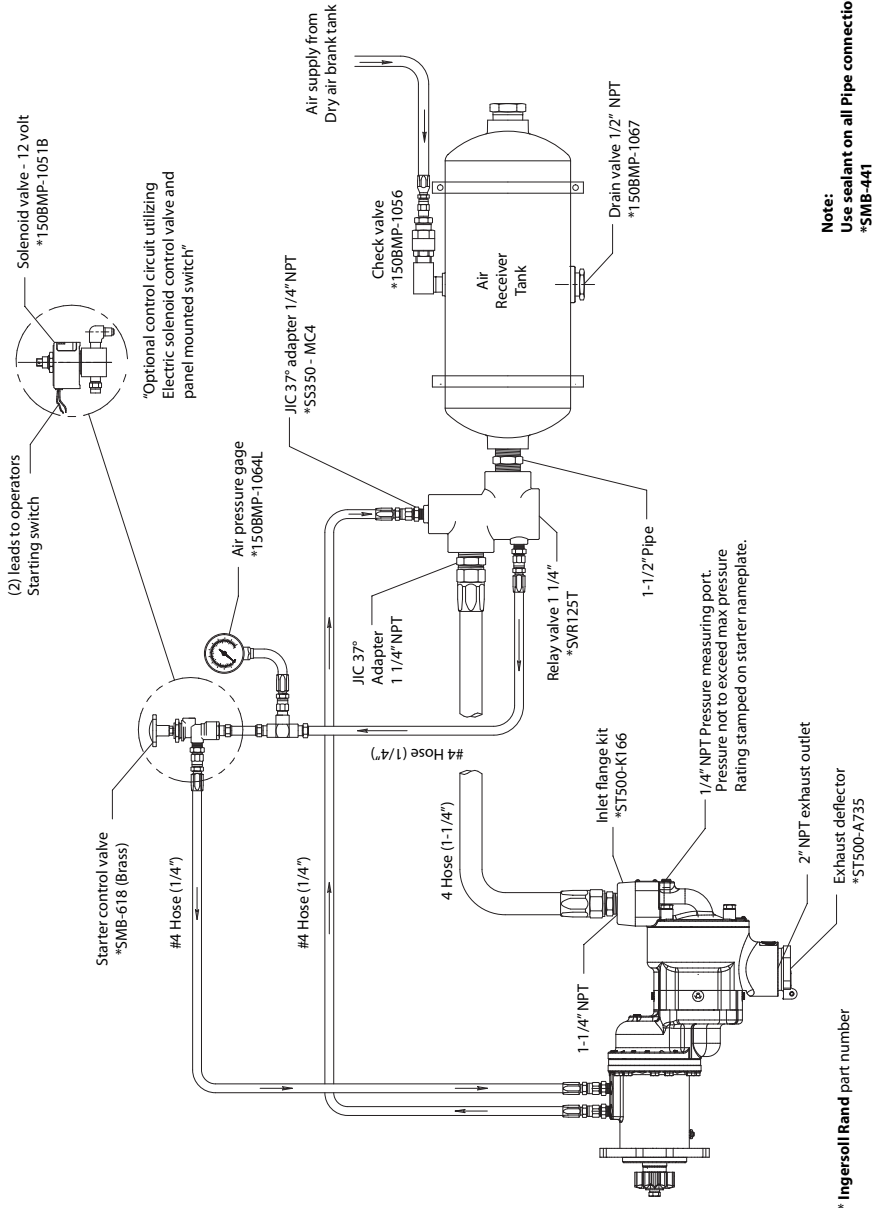 (2) leads to operators
Starting switch
Solenoid valve - 12 volt
*150BMP-1051B
"Optional control circuit utilizing
Electric solenoid control valve and
panel mounted switch"
Starter control valve
*SMB-618 (Brass)
Air pressure gage
*150BMP-1064L
#4 Hose (1/4")
#4 Hose (1/4")
#4 Hose (1/4")
JIC 37° adapter 1/4" NPT
*SS350 - MC4
Check valve
*150BMP-1056
Air supply from
Dry air brank tank
Air
Receiver
Tank
Drain valve 1/2" NPT
*150BMP-1067
JIC 37°
Adapter
1 1/4" NPT
Relay valve 1 1/4"
*SVR125T
1-1/2" Pipe
4 Hose (1-1/4")
Inlet flange kit
*ST500-K166
1-1/4" NPT
1/4" NPT Pressure measuring port.
Pressure not to exceed max pressure
Rating stamped on starter nameplate.
2" NPT exhaust outlet
Exhaust deflector
*ST500-A735
* Ingersoll Rand part number
Note:
Use sealant on all Pipe connectio
*SMB-441